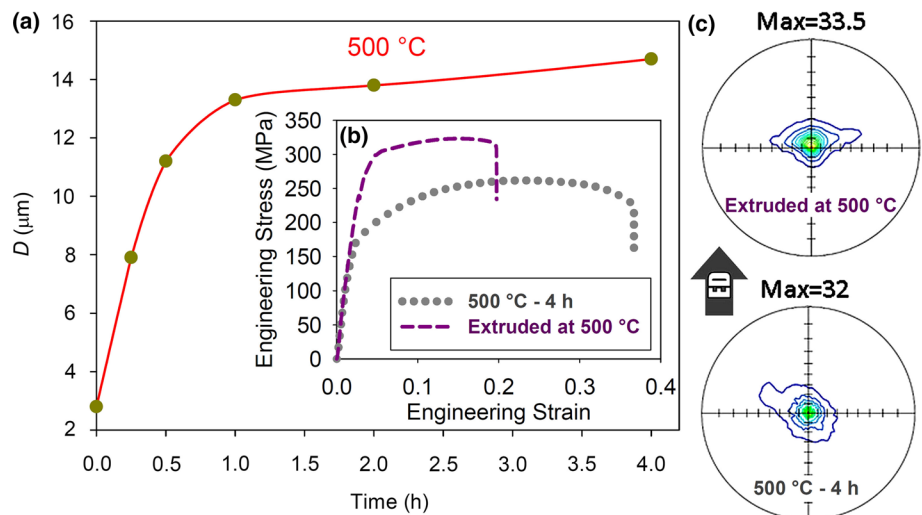 (a)
16
14
12
10
8
6
4
2
D (μm)
500 °C
0.0 0.5 1.0 1.5 2.0 2.5 3.0 3.5 4.0
Time (h)
(b)
350
300
250
200
150
100
50
0
Engineering Stress (MPa)
500 °C - 4 h
Extruded at 500 °C
0.0 0.1 0.2 0.3 0.4
Engineering Strain
(c)
Max=33.5
Extruded at 500 °C
Max=32
500 °C - 4 h